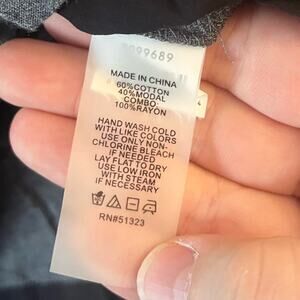 099689
MADE IN CHINA
60%COTTON
40%MODAL
COMBO:
100%RAYON
HAND WASH COLD
WITH LIKE COLORS
USE ONLY NON-
CHLORINE BLEACH
IF NEEDED
LAY FLAT TO DRY
USE LOW IRON
WITH STEAM
IF NECESSARY
RN#51323